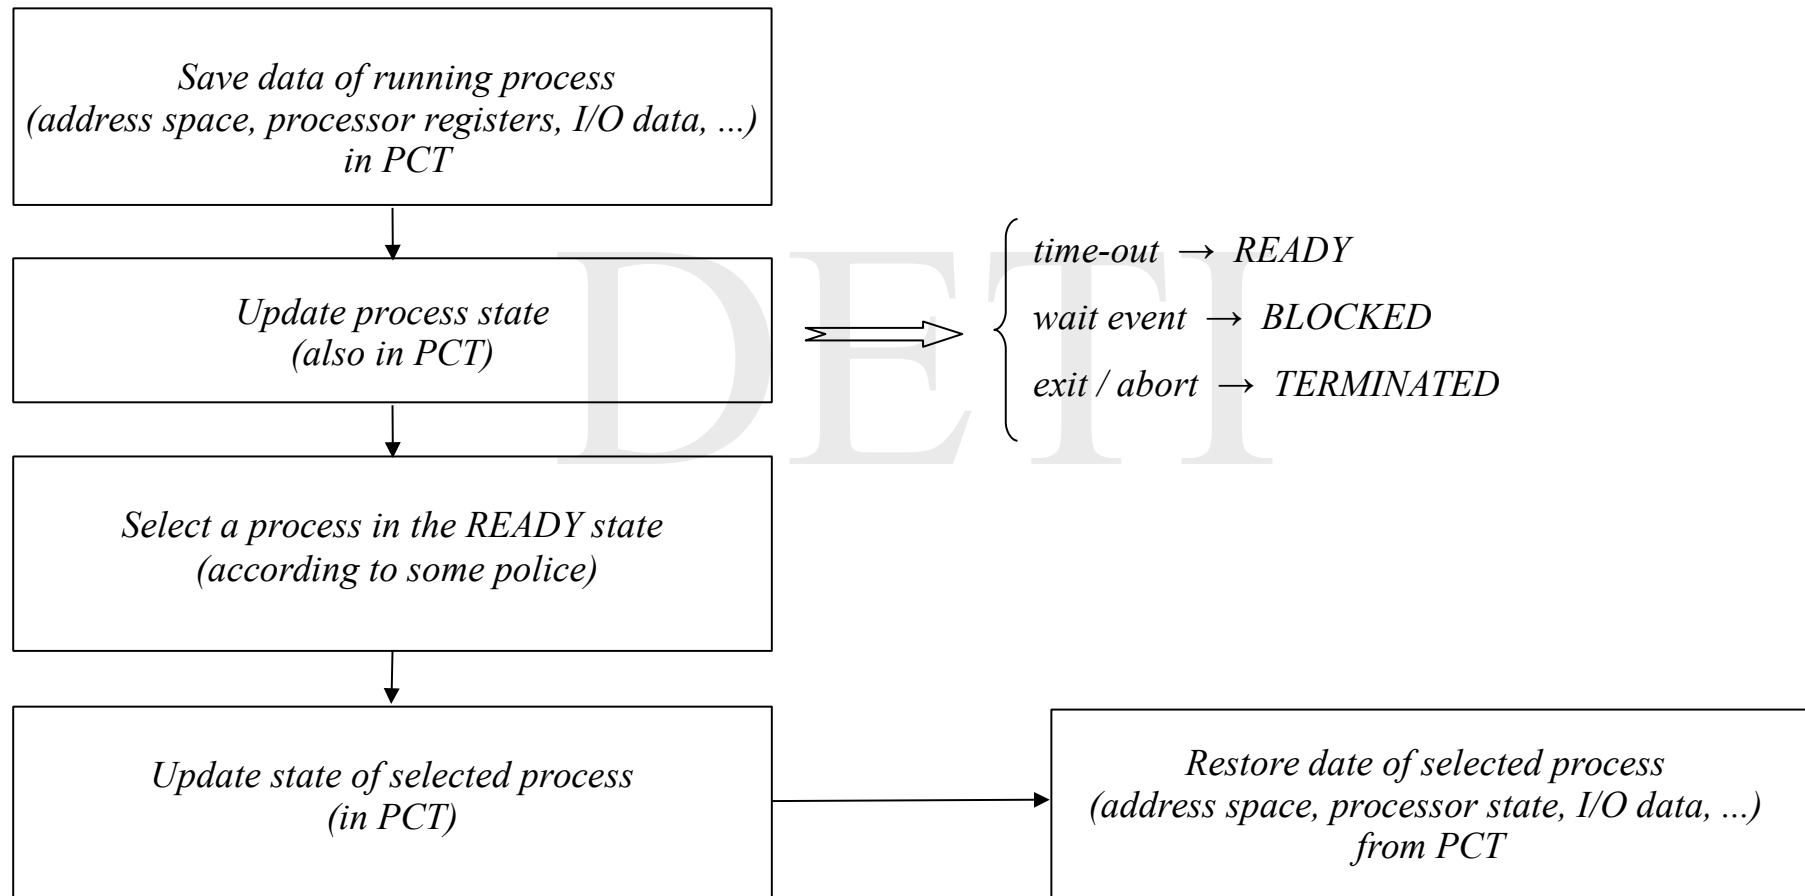 Save data of running process
(address space, processor registers, I/O data, ...)
in PCT
Update process state
(also in PCT)
time-out → READY
wait event → BLOCKED
exit / abort → TERMINATED
DETI
Select a process in the READY state
(according to some police)
Update state of selected process
(in PCT)
Restore date of selected process
(address space, processor state, I/O data, ...)
from PCT